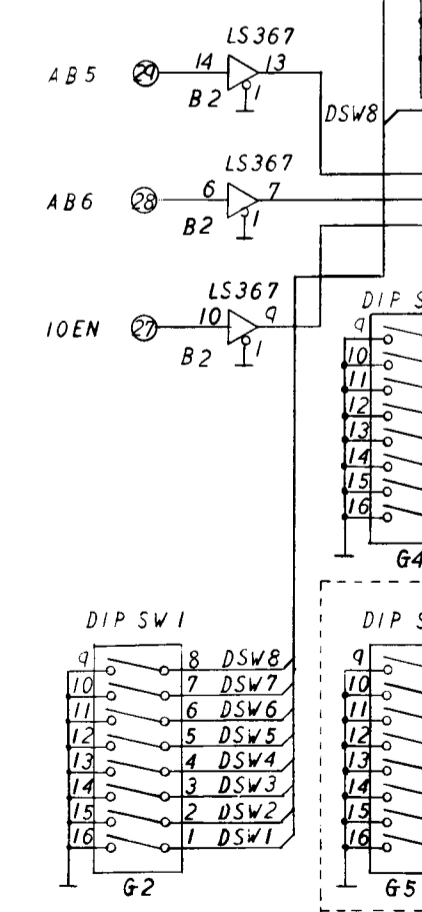 LS367
AB5 29 14 13
B2 1
DSW8
LS367
AB6 28 6 7
B2 1
LS367
IOEN 27 10 9
B2 1
DIP S
9
10
11
12
13
14
15
16
G4
DIP SW1
9 8 DSW8
10 7 DSW7
11 6 DSW6
12 5 DSW5
13 4 DSW4
14 3 DSW3
15 2 DSW2
16 1 DSW1
G2
DIP S
9
10
11
12
13
14
15
16
G5